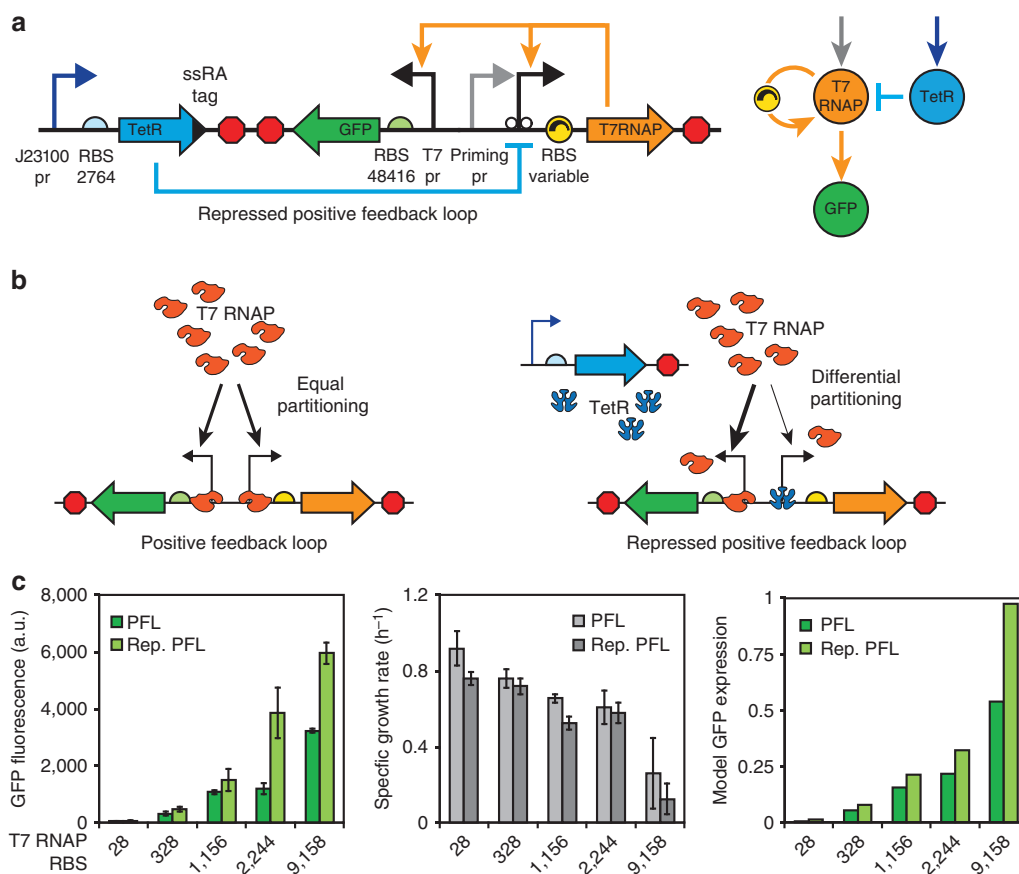 a
ssRA
tag
TetR
GFP
T7RNAP
J23100
pr
RBS
2764
RBS
48416
T7
pr
Priming
pr
RBS
variable
Repressed positive feedback loop
T7
RNAP
TetR
GFP
b
T7 RNAP
Equal
partitioning
Positive feedback loop
TetR
T7 RNAP
Differential
partitioning
Repressed positive feedback loop
c
GFP fluorescence (a.u.)
8,000
6,000
4,000
2,000
0
PFL
Rep. PFL
T7 RNAP
RBS
28
328
1,156
2,244
9,158
Specfic growth rate (h–1)
1.2
0.8
0.4
0
PFL
Rep. PFL
28
328
1,156
2,244
9,158
Model GFP expression
1
0.75
0.5
0.25
0
PFL
Rep. PFL
28
328
1,156
2,244
9,158